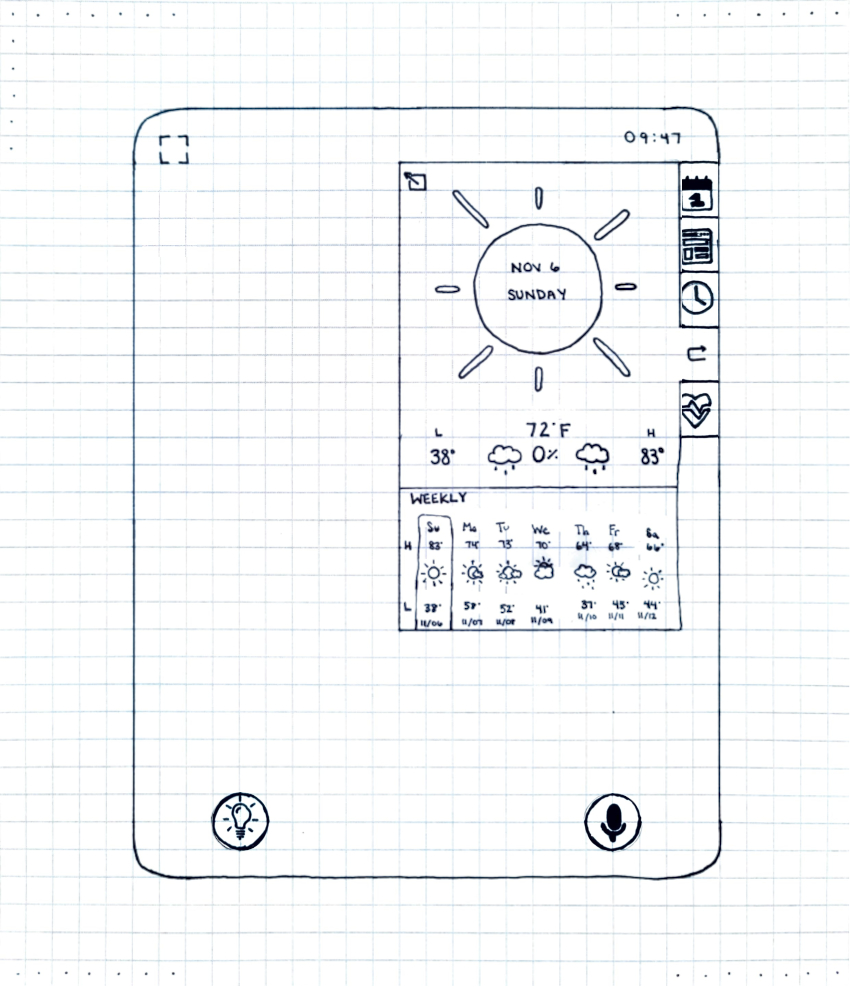 09:47
NOV 6
SUNDAY
72°F
L H
38° 0% 83°
WEEKLY
Su Mo Tu We Th Fr Sa
H 83° 74° 73° 70° 64° 68° 66°
L 38° 58° 52° 41° 37° 45° 44°
11/06 11/07 11/08 11/09 11/10 11/11 11/12